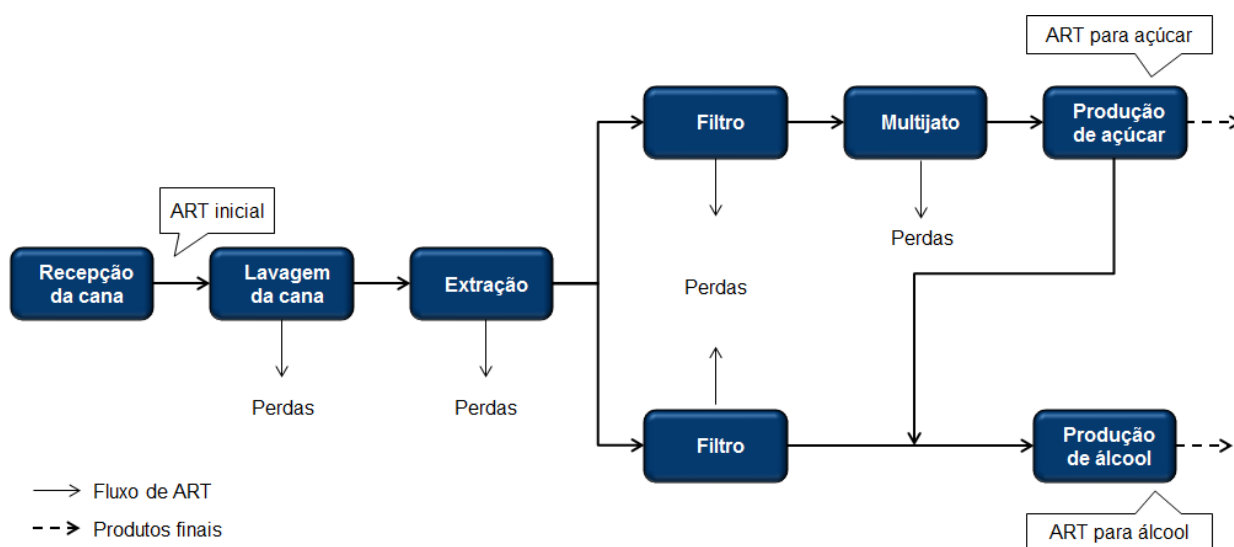 ART para açúcar
Filtro
Multijato
Produção
de açúcar
ART inicial
Perdas
Recepção
da cana
Lavagem
da cana
Extração
Perdas
Perdas
Perdas
Filtro
Produção
de álcool
Fluxo de ART
Produtos finais
ART para álcool